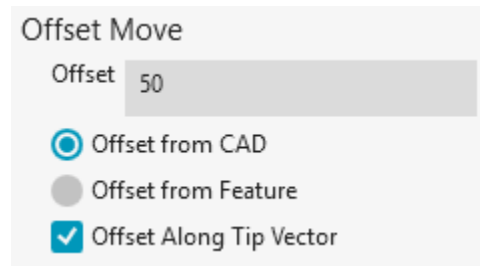 Offset Move
Offset 50
Offset from CAD
Offset from Feature
Offset Along Tip Vector